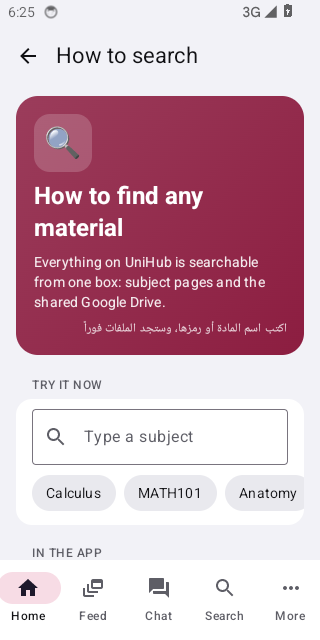 6:25
3G
How to search
How to find any
material
Everything on UniHub is searchable
from one box: subject pages and the
shared Google Drive.
اكتب اسم المادة أو رمزها، وستجد الملفات فوراً
TRY IT NOW
Type a subject
Calculus MATH101 Anatomy
IN THE APP
Home Feed Chat Search More